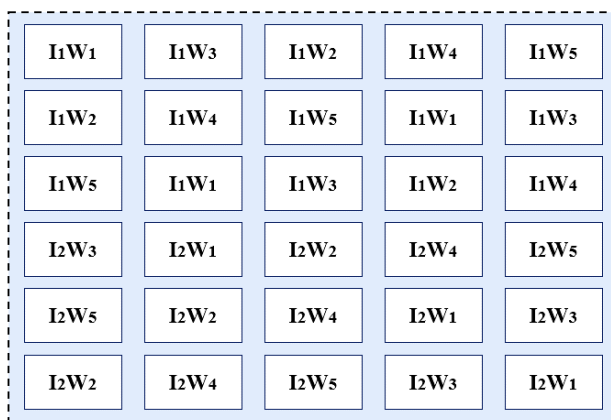 I1W1 I1W3 I1W2 I1W4 I1W5
I1W2 I1W4 I1W5 I1W1 I1W3
I1W5 I1W1 I1W3 I1W2 I1W4
I2W3 I2W1 I2W2 I2W4 I2W5
I2W5 I2W2 I2W4 I2W1 I2W3
I2W2 I2W4 I2W5 I2W3 I2W1